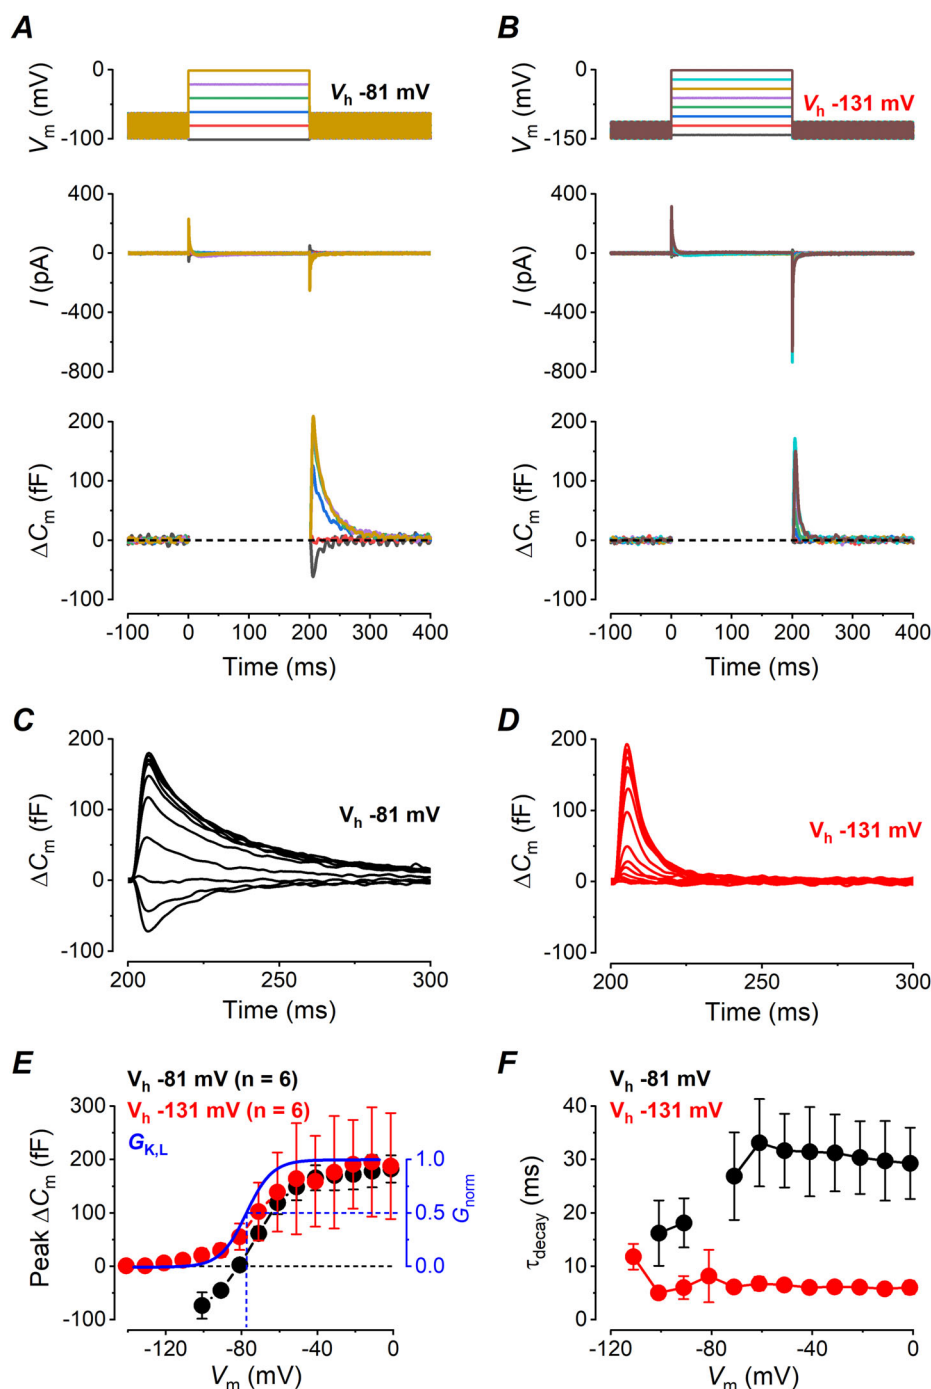 A
B
0
-100
V_m (mV)
V_h -81 mV
0
-150
V_m (mV)
V_h -131 mV
400
0
-400
-800
I (pA)
400
0
-400
-800
I (pA)
200
100
0
-100
ΔC_m (fF)
-100 0 100 200 300 400
Time (ms)
200
100
0
-100
ΔC_m (fF)
-100 0 100 200 300 400
Time (ms)
C
D
200
100
0
-100
ΔC_m (fF)
V_h -81 mV
200 250 300
Time (ms)
200
100
0
-100
ΔC_m (fF)
V_h -131 mV
200 250 300
Time (ms)
E
F
V_h -81 mV (n = 6)
V_h -131 mV (n = 6)
G_K,L
300
200
100
0
-100
Peak ΔC_m (fF)
1.0
0.5
0.0
G_norm
-120 -80 -40 0
V_m (mV)
V_h -81 mV
V_h -131 mV
40
30
20
10
0
τ_decay (ms)
-120 -80 -40 0
V_m (mV)